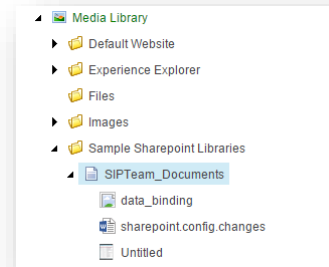 Media Library
Default Website
Experience Explorer
Files
Images
Sample Sharepoint Libraries
SIPTeam_Documents
data_binding
sharepoint.config.changes
Untitled